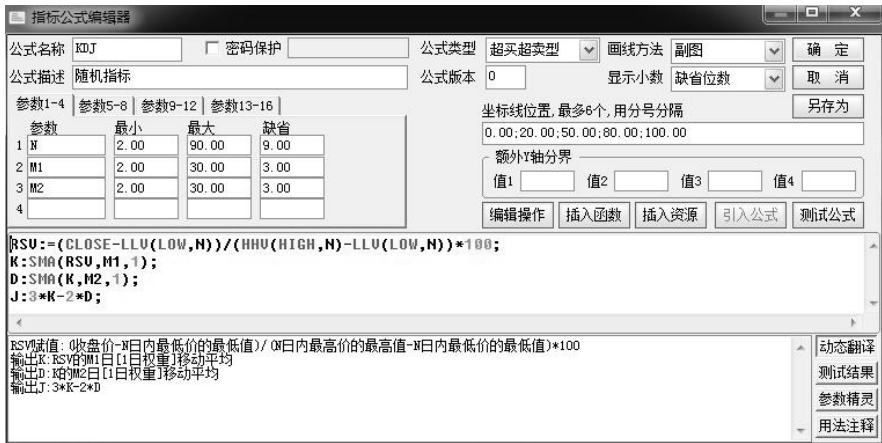 指标公式编辑器
公式名称 KDJ 密码保护 公式类型 超买超卖型 画线方法 副图 确 定
公式描述 随机指标 公式版本 0 显示小数 缺省位数 取 消
参数1-4 参数5-8 参数9-12 参数13-16 坐标线位置,最多6个,用分号分隔 另存为
参数 最小 最大 缺省 0.00;20.00;50.00;80.00;100.00
1 N 2.00 90.00 9.00 额外Y轴分界
2 M1 2.00 30.00 3.00 值1 值2 值3 值4
3 M2 2.00 30.00 3.00
4 编辑操作 插入函数 插入资源 引入公式 测试公式
RSV:=(CLOSE-LLV(LOW,N))/(HHV(HIGH,N)-LLV(LOW,N))*100;
K:SMA(RSV,M1,1);
D:SMA(K,M2,1);
J:3*K-2*D;
RSV赋值:(收盘价-N日内最低价的最低值)/(N日内最高价的最高值-N日内最低价的最低值)*100
输出K:RSV的M1日[1日权重]移动平均
输出D:K的M2日[1日权重]移动平均
输出J:3*K-2*D
动态翻译
测试结果
参数精灵
用法注释